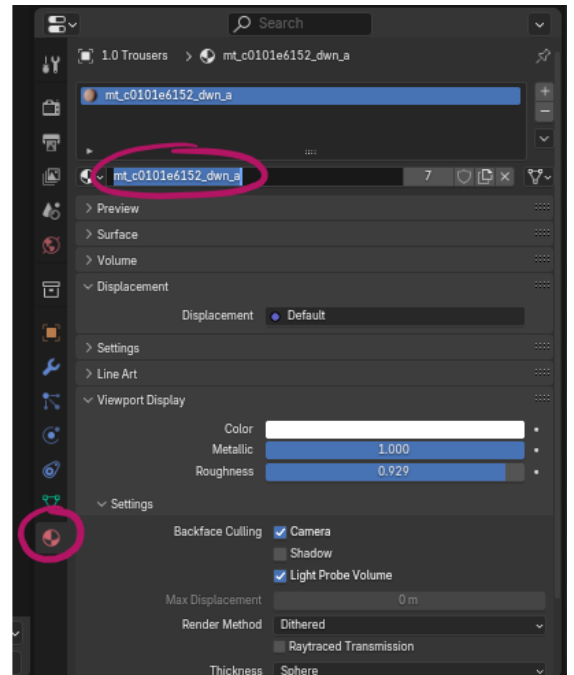 Search
1.0 Trousers > mt_c0101e6152_dwn_a
mt_c0101e6152_dwn_a
mt_c0101e6152_dwn_a 7
Preview
Surface
Volume
Displacement
Displacement Default
Settings
Line Art
Viewport Display
Color
Metallic 1.000
Roughness 0.929
Settings
Backface Culling Camera
Shadow
Light Probe Volume
Max Displacement 0 m
Render Method Dithered
Raytraced Transmission
Thickness Sphere